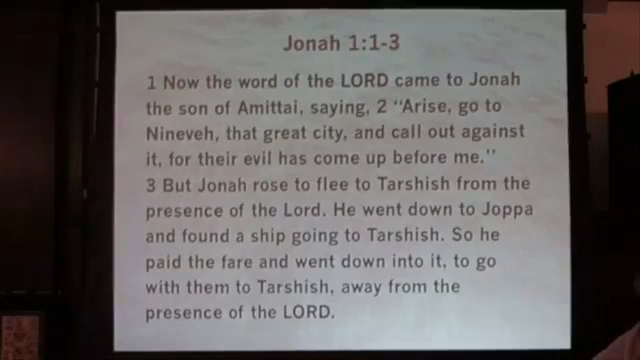 Jonah 1:1-3
1 Now the word of the LORD came to Jonah
the son of Amittai, saying, 2 “Arise, go to
Nineveh, that great city, and call out against
it, for their evil has come up before me.”
3 But Jonah rose to flee to Tarshish from the
presence of the Lord. He went down to Joppa
and found a ship going to Tarshish. So he
paid the fare and went down into it, to go
with them to Tarshish, away from the
presence of the LORD.